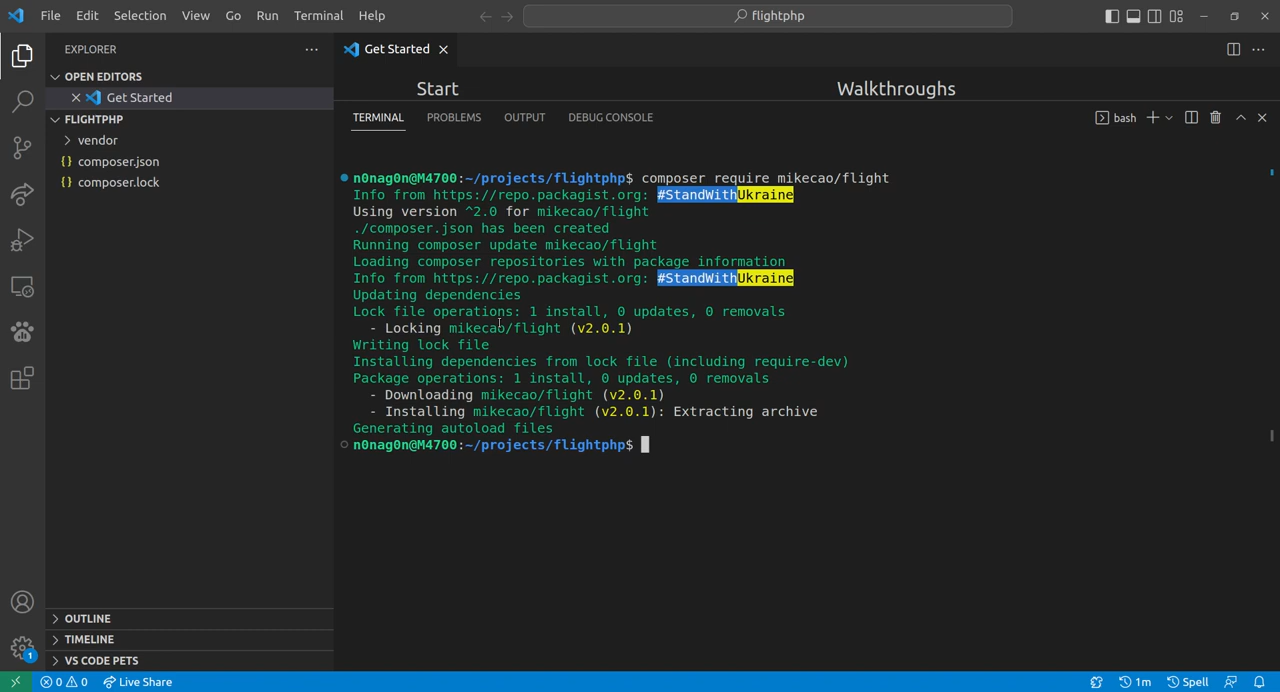 File Edit Selection View Go Run Terminal Help
flightphp
EXPLORER
Get Started
OPEN EDITORS
Get Started
FLIGHTPHP
vendor
{} composer.json
{} composer.lock
OUTLINE
TIMELINE
VS CODE PETS
Start
Walkthroughs
TERMINAL PROBLEMS OUTPUT DEBUG CONSOLE
bash
n0nag0n@M4700:~/projects/flightphp$ composer require mikecao/flight
Info from https://repo.packagist.org: #StandWithUkraine
Using version ^2.0 for mikecao/flight
./composer.json has been created
Running composer update mikecao/flight
Loading composer repositories with package information
Info from https://repo.packagist.org: #StandWithUkraine
Updating dependencies
Lock file operations: 1 install, 0 updates, 0 removals
- Locking mikecao/flight (v2.0.1)
Writing lock file
Installing dependencies from lock file (including require-dev)
Package operations: 1 install, 0 updates, 0 removals
- Downloading mikecao/flight (v2.0.1)
- Installing mikecao/flight (v2.0.1): Extracting archive
Generating autoload files
n0nag0n@M4700:~/projects/flightphp$
1
0 0 Live Share
1m Spell